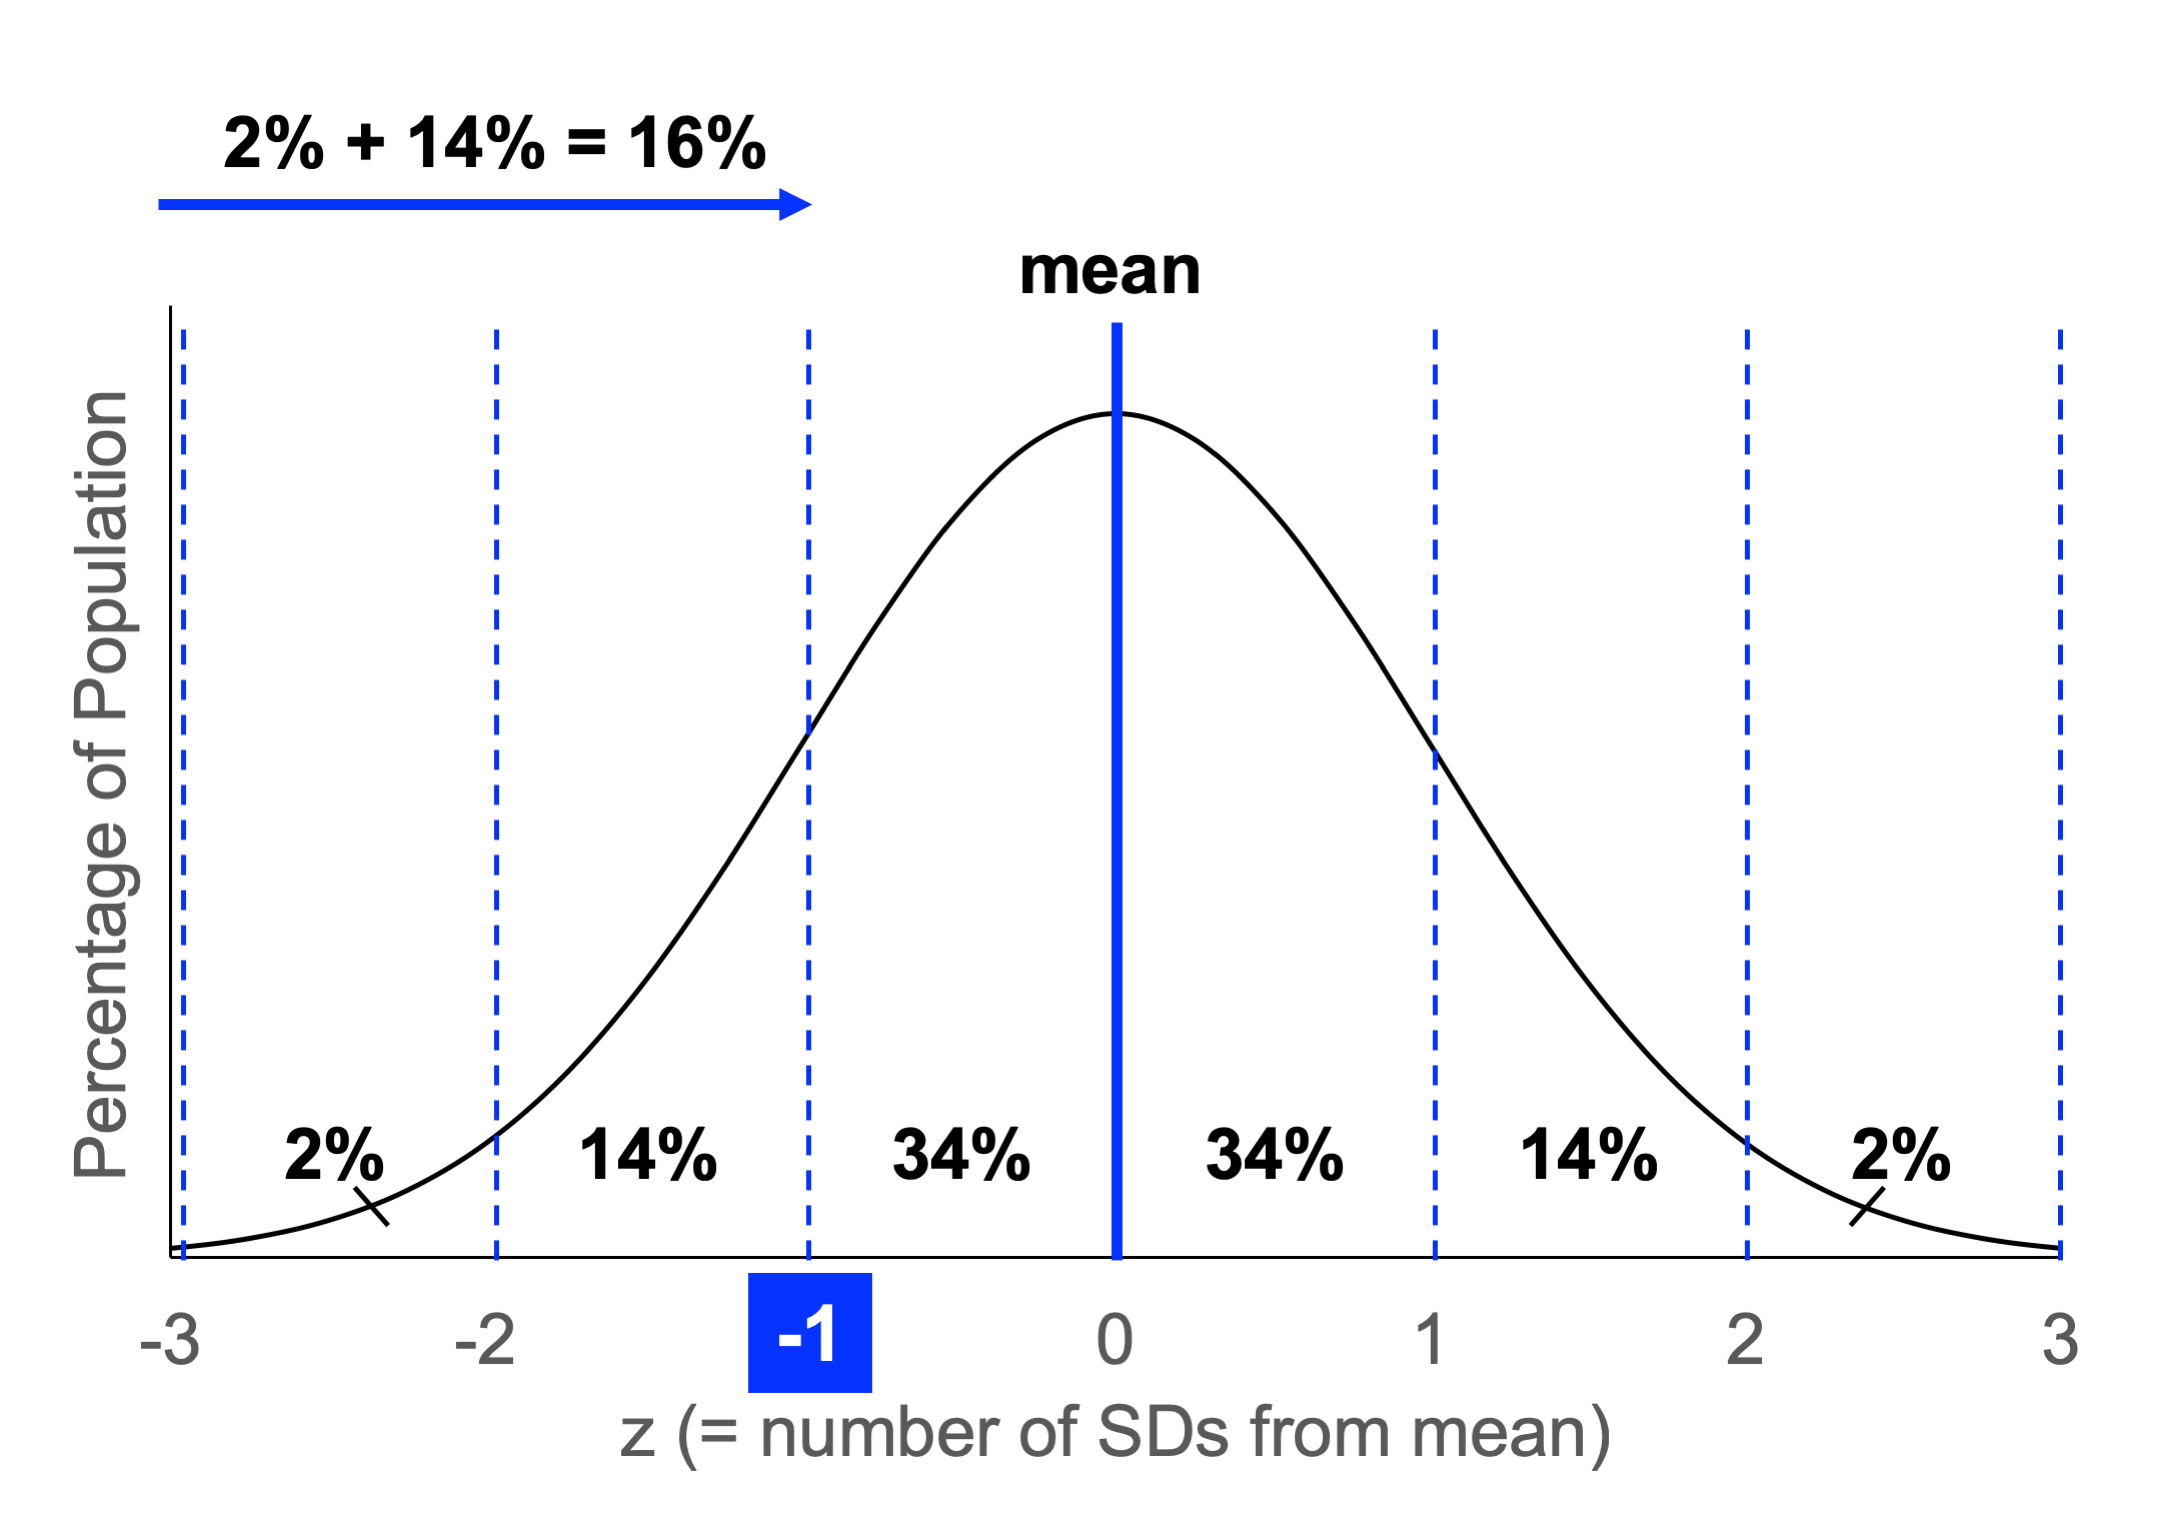 2% + 14% = 16%
mean
Percentage of Population
2% 14% 34% 34% 14% 2%
-3 -2 -1 0 1 2 3
z (= number of SDs from mean)